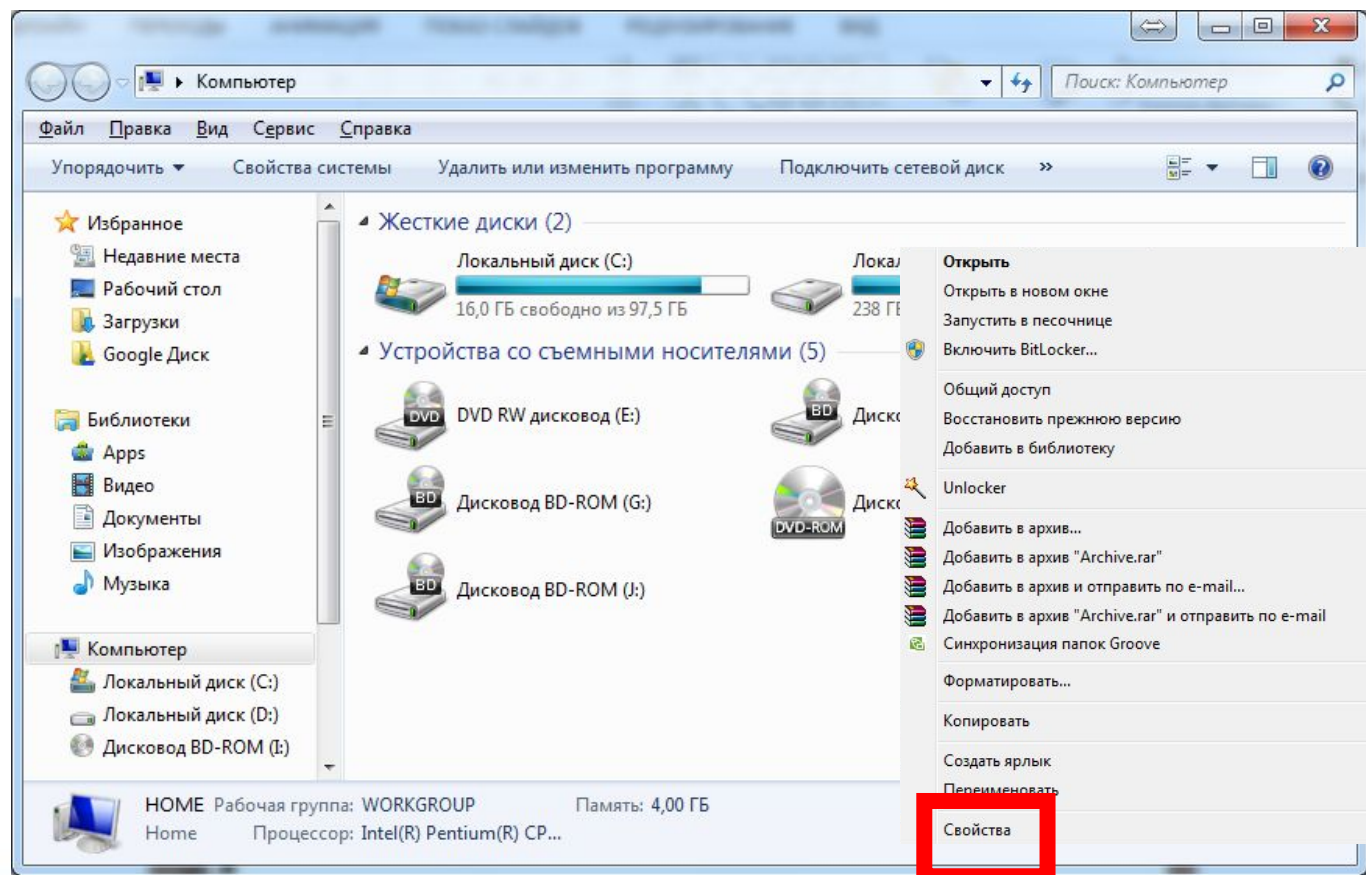 Компьютер
Поиск: Компьютер
Файл Правка Вид Сервис Справка
Упорядочить Свойства системы Удалить или изменить программу Подключить сетевой диск »
Избранное
Недавние места
Рабочий стол
Загрузки
Google Диск
Библиотеки
Apps
Видео
Документы
Изображения
Музыка
Компьютер
Локальный диск (C:)
Локальный диск (D:)
Дисковод BD-ROM (I:)
Жесткие диски (2)
Локальный диск (C:)
16,0 ГБ свободно из 97,5 ГБ
238
Устройства со съемными носителями (5)
DVD RW дисковод (E:)
Дисковод BD-ROM (G:)
DVD-ROM
Дисковод BD-ROM (J:)
Открыть
Открыть в новом окне
Запустить в песочнице
Включить BitLocker...
Общий доступ
Восстановить прежнюю версию
Добавить в библиотеку
Unlocker
Добавить в архив...
Добавить в архив "Archive.rar"
Добавить в архив и отправить по e-mail...
Добавить в архив "Archive.rar" и отправить по e-mail
Синхронизация папок Groove
Форматировать...
Копировать
Создать ярлык
Переименовать
Свойства
HOME Рабочая группа: WORKGROUP Память: 4,00 ГБ
Home Процессор: Intel(R) Pentium(R) CP...